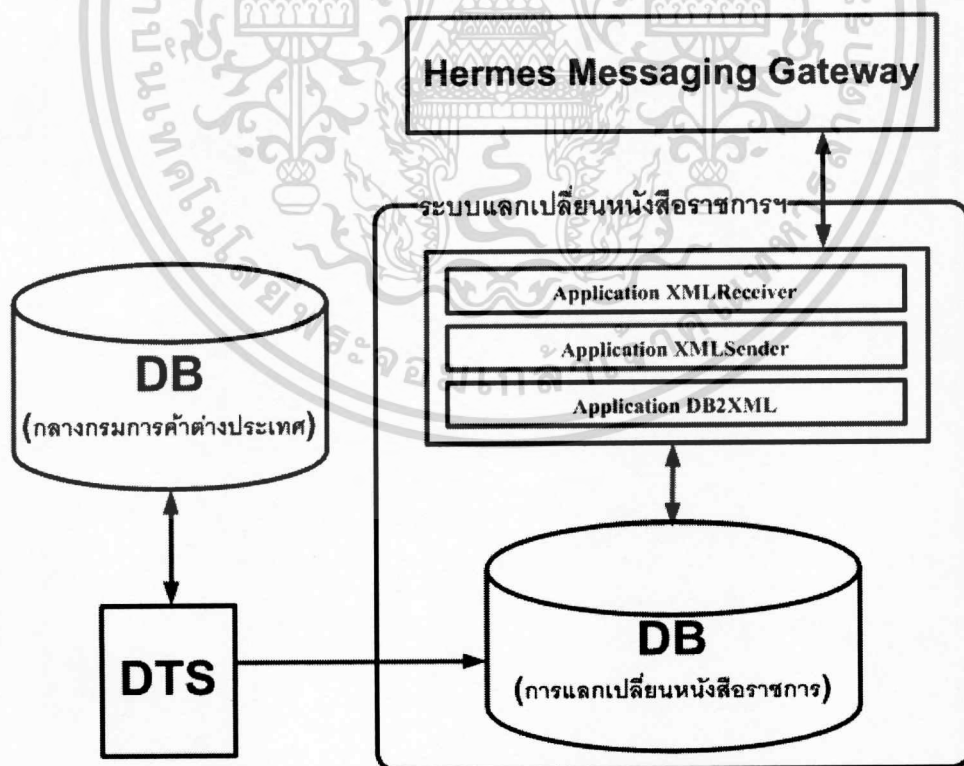 Hermes Messaging Gateway
ระบบแลกเปลี่ยนหนังสือราชการฯ
Application XMLReceiver
Application XMLSender
Application DB2XML
DB
(กลางกรมการค้าต่างประเทศ)
DTS
DB
(การแลกเปลี่ยนหนังสือราชการ)